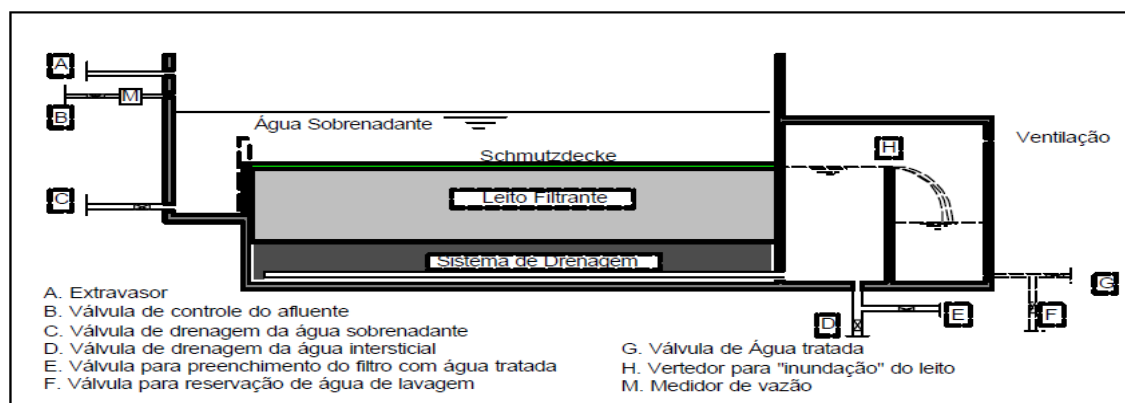 A
M
B
Água Sobrenadante
H
Ventilação
Schmutzdecke
C
Leito Filtrante
Sistema de Drenagem
G
D
E
F
A. Extravasor
B. Válvula de controle do afluente
C. Válvula de drenagem da água sobrenadante
D. Válvula de drenagem da água intersticial
E. Válvula para preenchimento do filtro com água tratada
F. Válvula para reservação de água de lavagem
G. Válvula de Água tratada
H. Vertedor para "inundação" do leito
M. Medidor de vazão